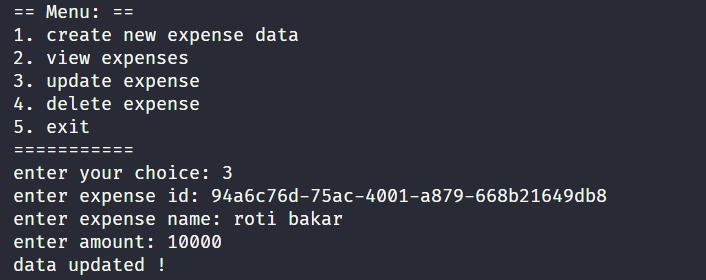 == Menu: ==
1. create new expense data
2. view expenses
3. update expense
4. delete expense
5. exit
===========
enter your choice: 3
enter expense id: 94a6c76d-75ac-4001-a879-668b21649db8
enter expense name: roti bakar
enter amount: 10000
data updated !